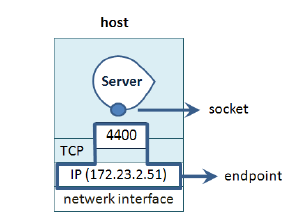 host
Server
socket
4400
TCP
IP (172.23.2.51)
endpoint
netwerk interface